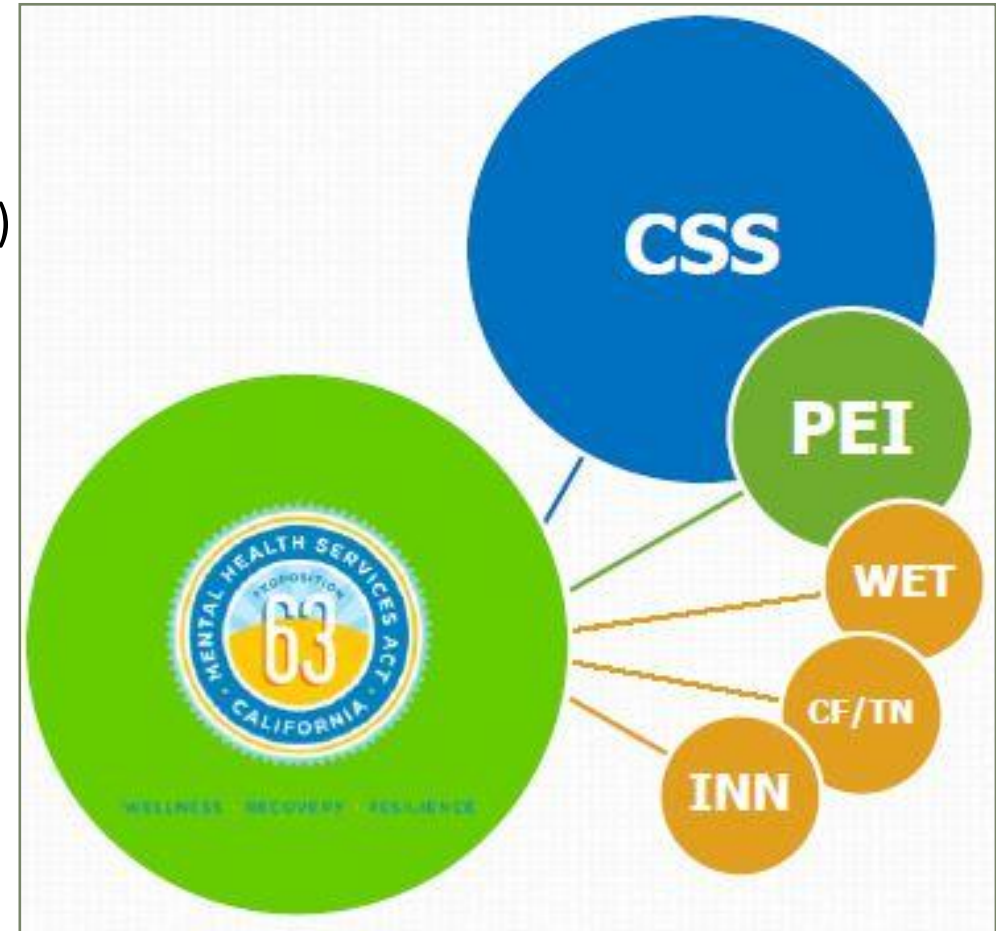 )
CSS
PEI
WET
CF/TN
INN
MENTAL HEALTH SERVICES ACT
PROPOSITION
63
CALIFORNIA
WELLNESS RECOVERY RESILIENCE